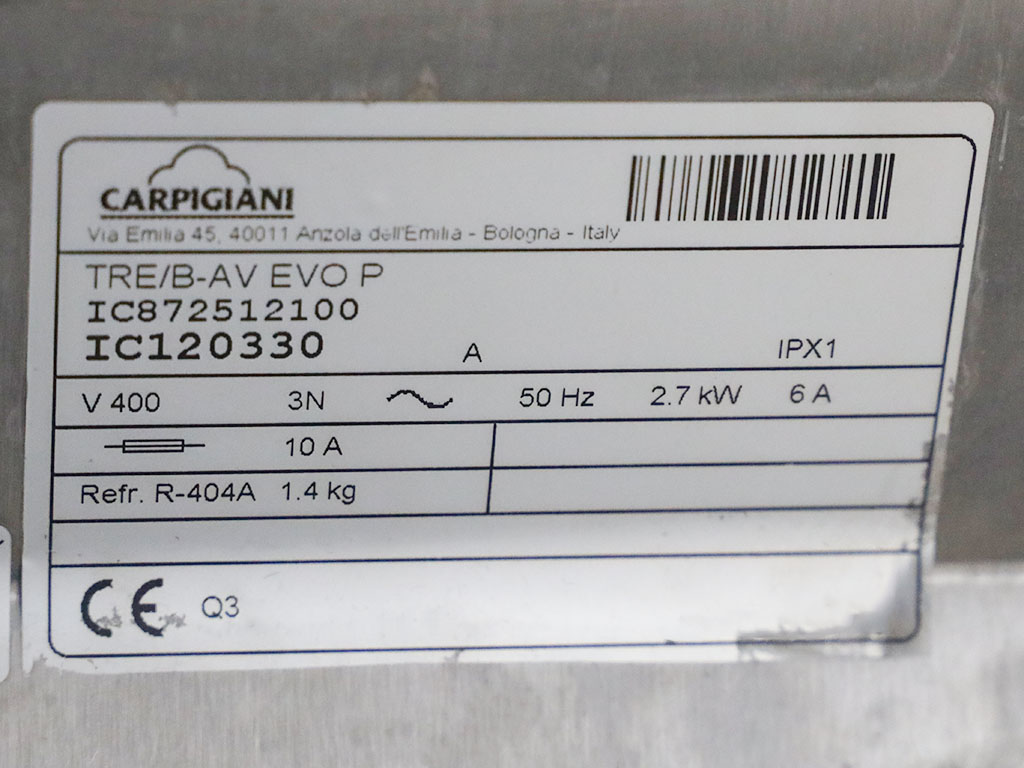 CARPIGIANI
Via Emilia 45, 40011 Anzola dell'Emilia - Bologna - Italy
TRE/B-AV EVO P
IC872512100
IC120330 A IPX1
V 400 3N 50 Hz 2.7 kW 6 A
10 A
Refr. R-404A 1.4 kg
CE Q3